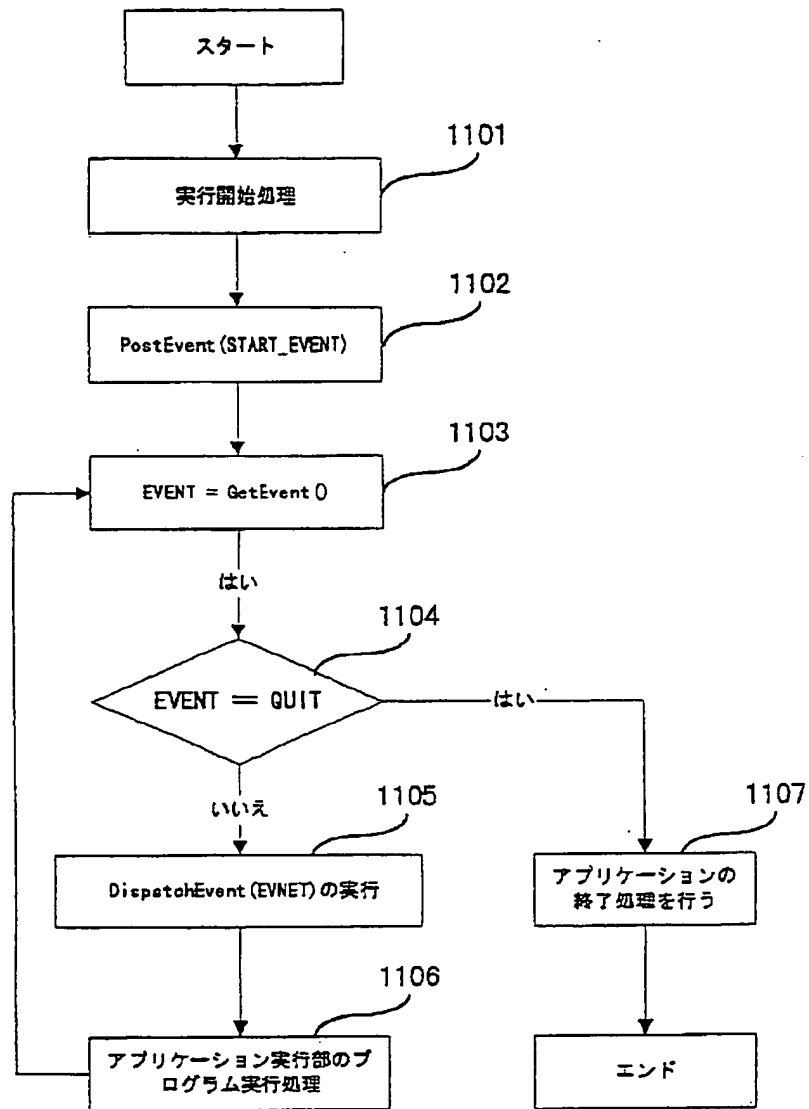 スタート
1101
実行開始処理
1102
PostEvent(START_EVENT)
1103
EVENT = GetEvent()
はい
1104
EVENT == QUIT
はい
いいえ
1105
1107
DispatchEvent(EVNET)の実行
アプリケーションの
終了処理を行う
1106
アプリケーション実行部のプ
ログラム実行処理
エンド